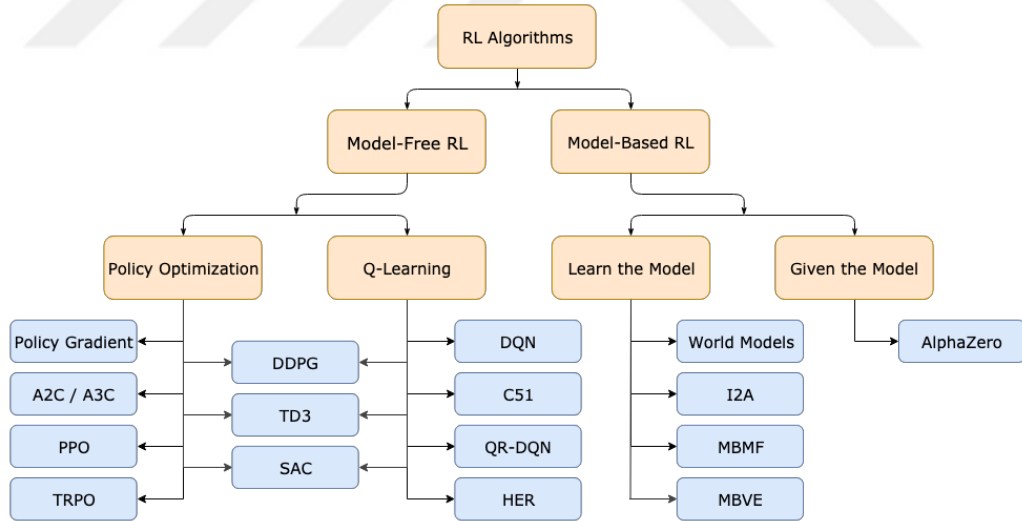 RL Algorithms
Model-Free RL
Model-Based RL
Policy Optimization
Q-Learning
Learn the Model
Given the Model
Policy Gradient
DQN
World Models
AlphaZero
DDPG
A2C / A3C
C51
I2A
TD3
PPO
QR-DQN
MBMF
SAC
TRPO
HER
MBVE